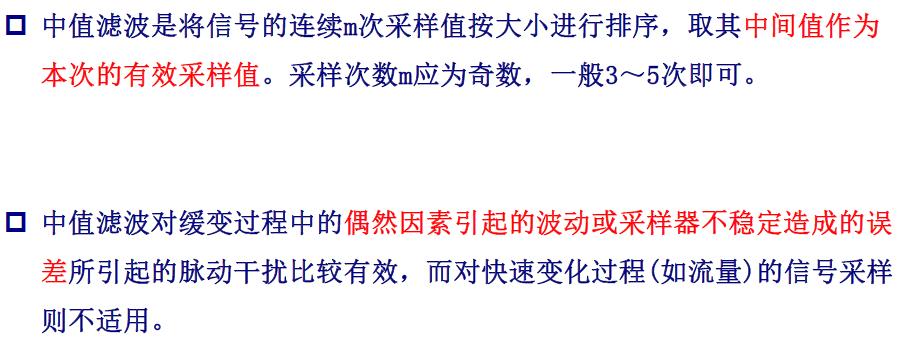 中值滤波是将信号的连续m次采样值按大小进行排序，取其中间值作为
本次的有效采样值。采样次数m应为奇数，一般3～5次即可。
中值滤波对缓变过程中的偶然因素引起的波动或采样器不稳定造成的误
差所引起的脉动干扰比较有效，而对快速变化过程(如流量)的信号采样
则不适用。